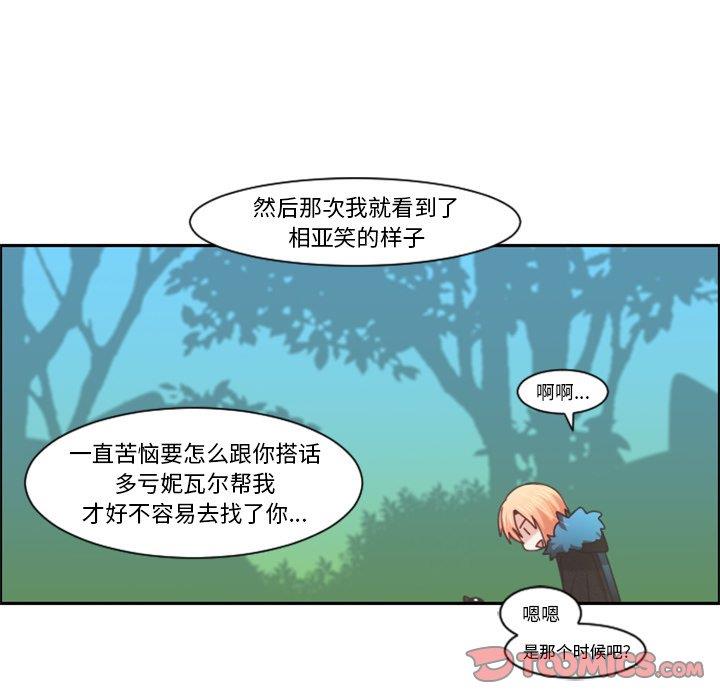 然后那次我就看到了
相亚笑的样子
啊啊...
一直苦恼要怎么跟你搭话
多亏妮瓦尔帮我
才好不容易去找了你...
嗯嗯
是那个时候吧?
TOOMICS.COM